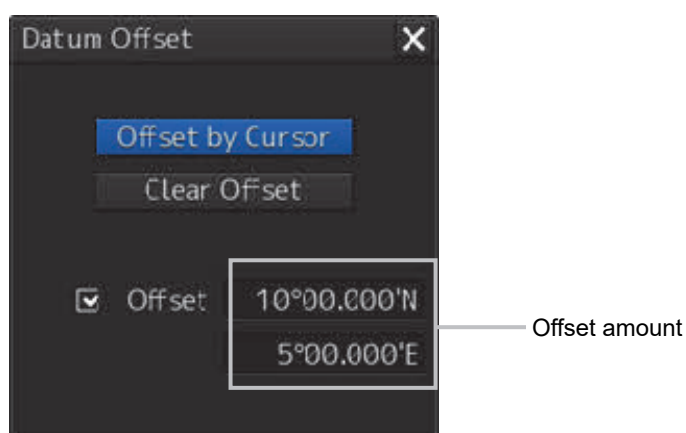 Datum Offset
Offset by Cursor
Clear Offset
Offset 10°00.000'N
5°00.000'E
Offset amount